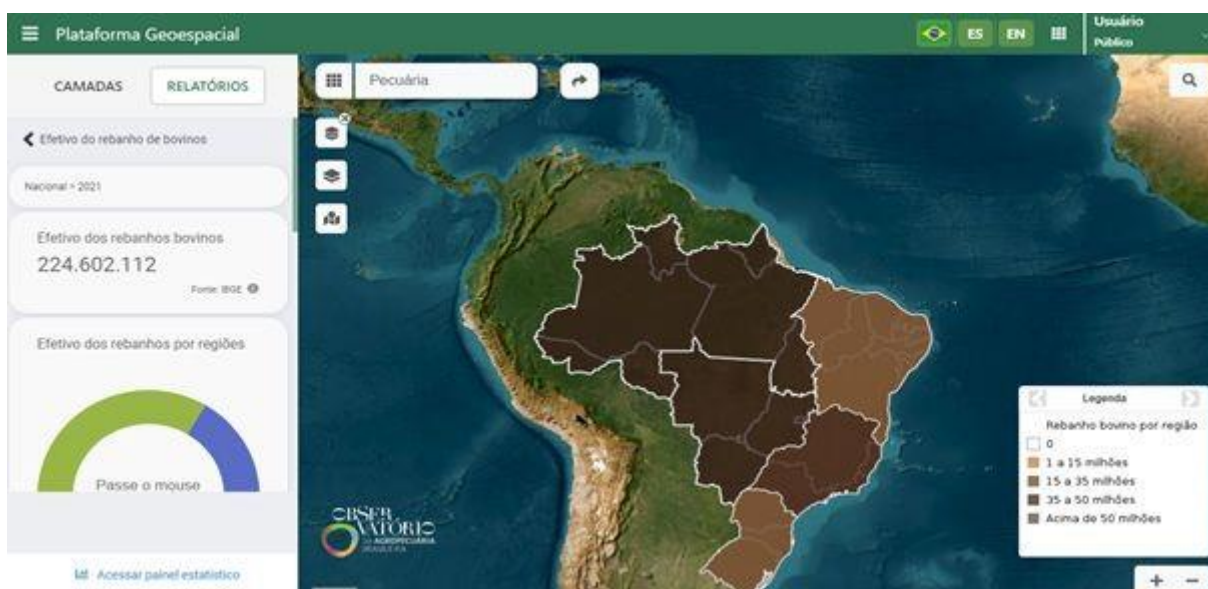 Plataforma Geoespacial
ES
EN
Usuário
Público
CAMADAS
RELATÓRIOS
Pecuária
Efetivo do rebanho de bovinos
Nacional > 2021
Efetivo dos rebanhos bovinos
224.602.112
Fonte: IBGE
Efetivo dos rebanhos por regiões
Passe o mouse
Acessar painel estatístico
OBSERVATÓRIO
DA AGROPECUÁRIA
BRASILEIRA
Legenda
Rebanho bovino por região
0
1 a 15 milhões
15 a 35 milhões
35 a 50 milhões
Acima de 50 milhões